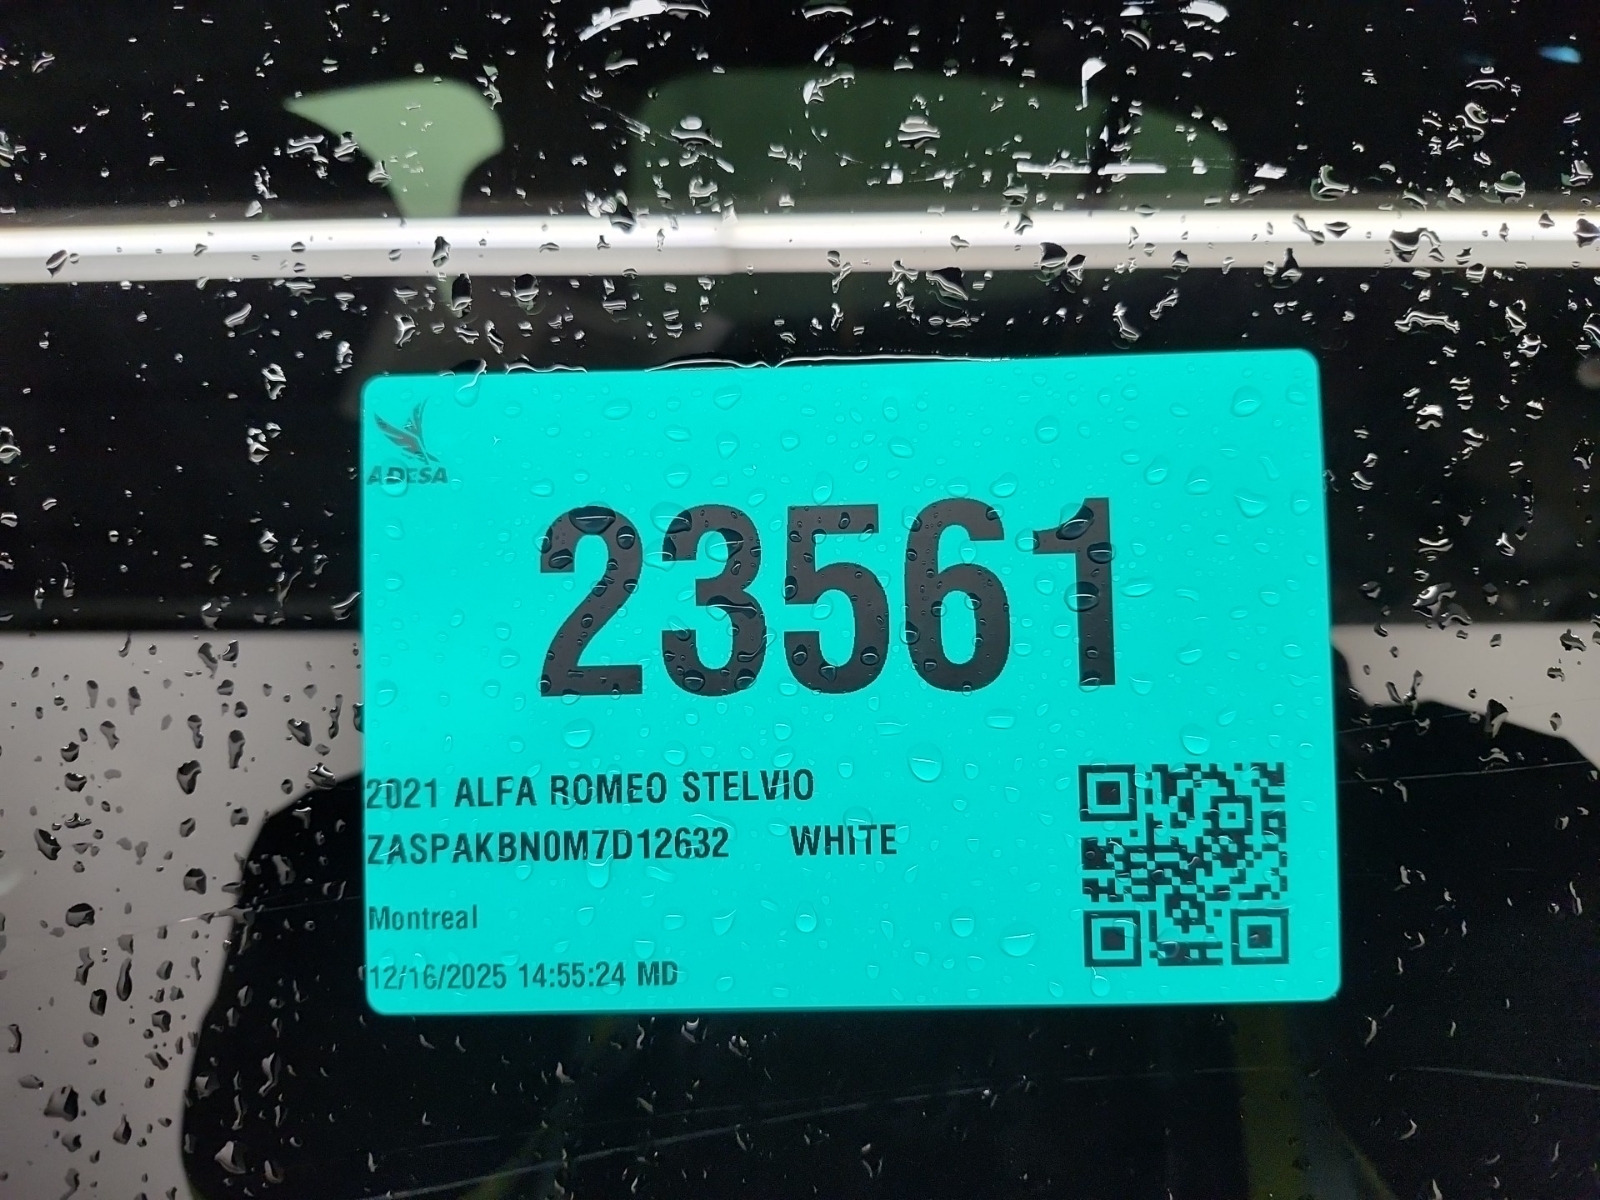 ADESA
23561
2021 ALFA ROMEO STELVIO
ZASPAKBN0M7D12632 WHITE
Montreal
12/16/2025 14:55:24 MD